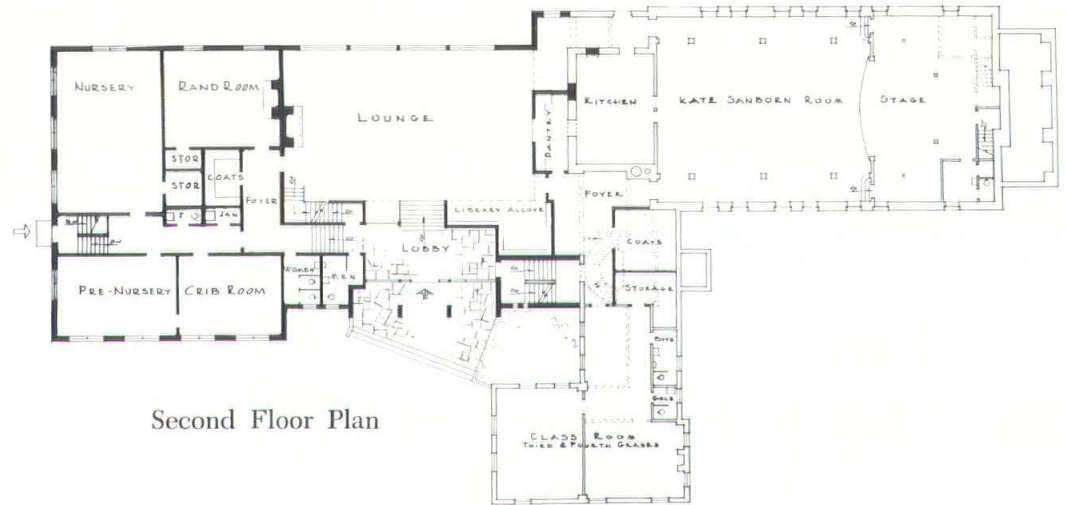 NURSERY
RAND ROOM
LOUNGE
PANTRY
KITCHEN
KATE SANBORN ROOM
STAGE
STOR
STOR
COATS
FOYER
JAN
FOYER
LIBRARY ALCOVE
LOBBY
COATS
STORAGE
WOMEN
MEN
PRE-NURSERY
CRIB ROOM
BOYS
GIRLS
CLASS ROOM
THIRD & FOURTH GRADES
Second Floor Plan